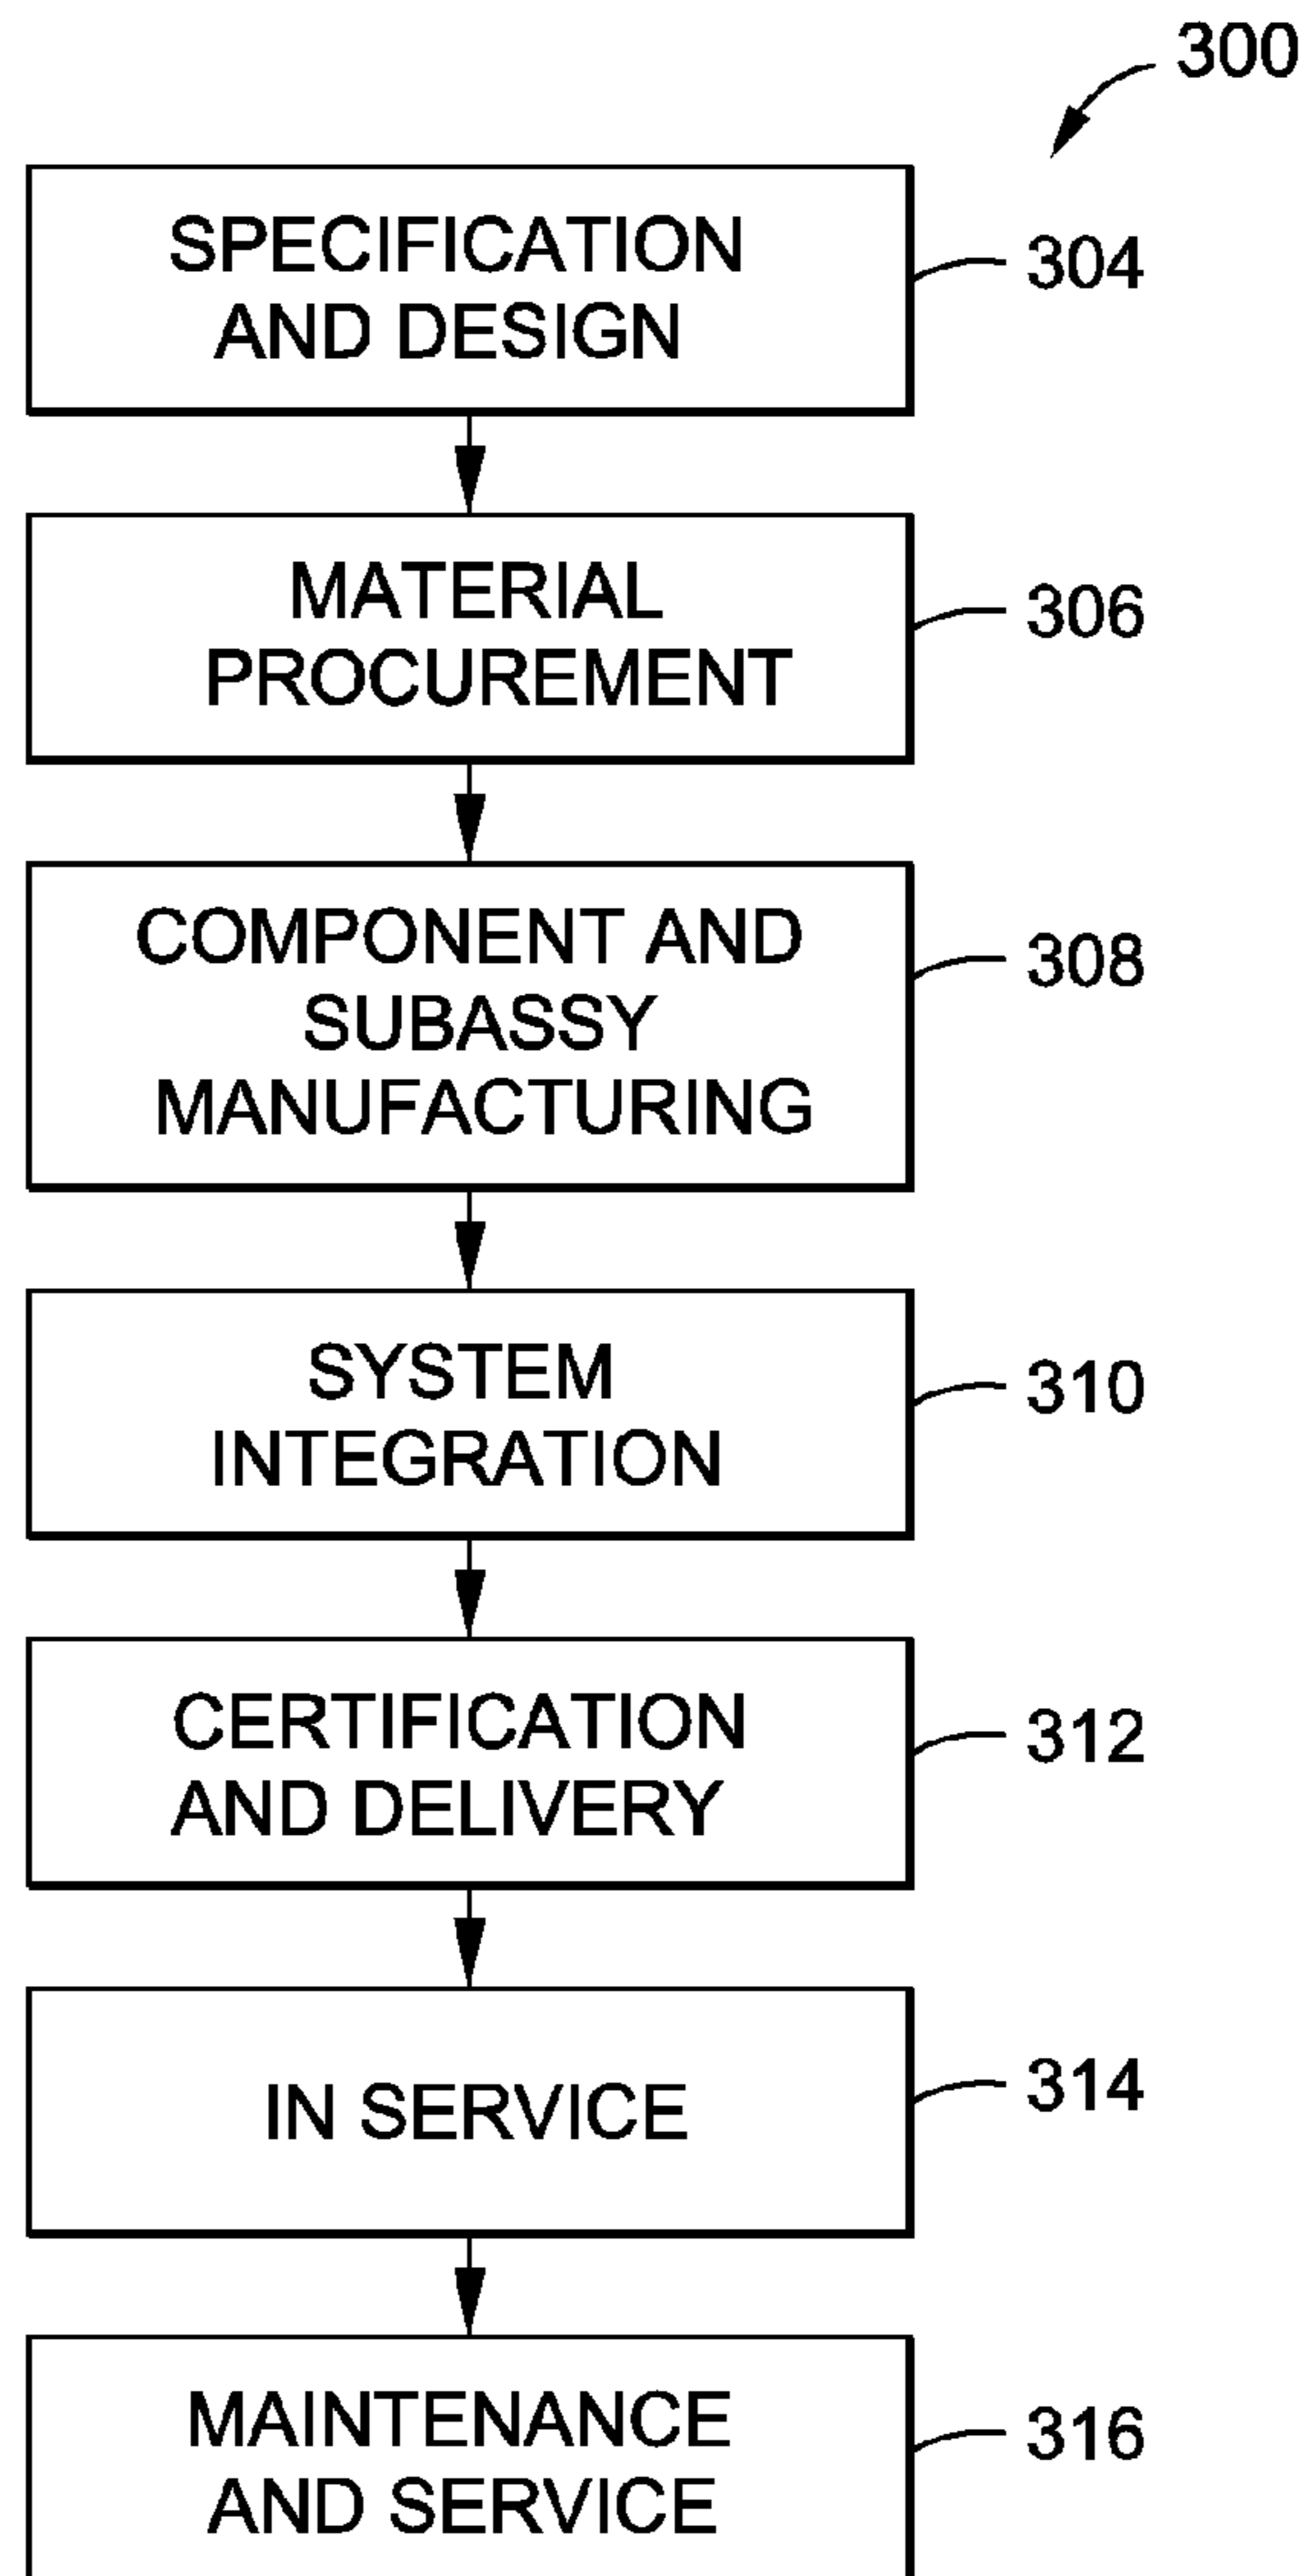 300
SPECIFICATION
AND DESIGN
304
MATERIAL
PROCUREMENT
306
COMPONENT AND
SUBASSY
MANUFACTURING
308
SYSTEM
INTEGRATION
310
CERTIFICATION
AND DELIVERY
312
IN SERVICE
314
MAINTENANCE
AND SERVICE
316